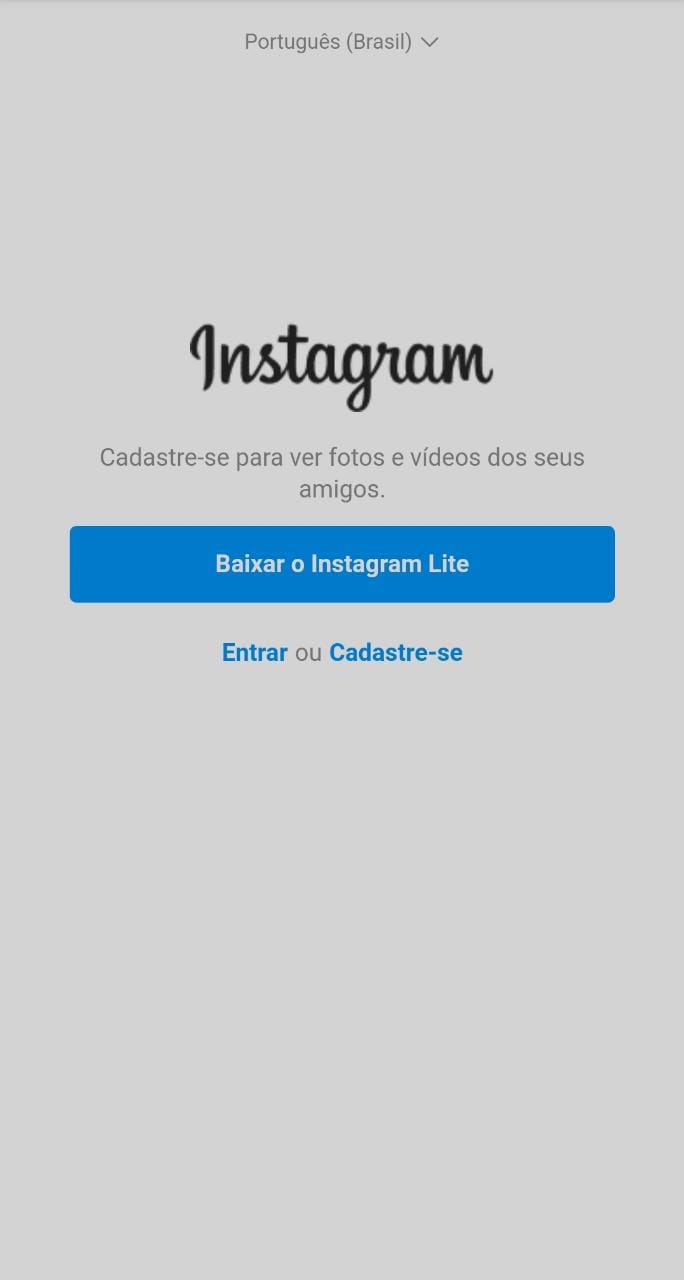 Português (Brasil)
Instagram
Cadastre-se para ver fotos e vídeos dos seus
amigos.
Baixar o Instagram Lite
Entrar ou Cadastre-se